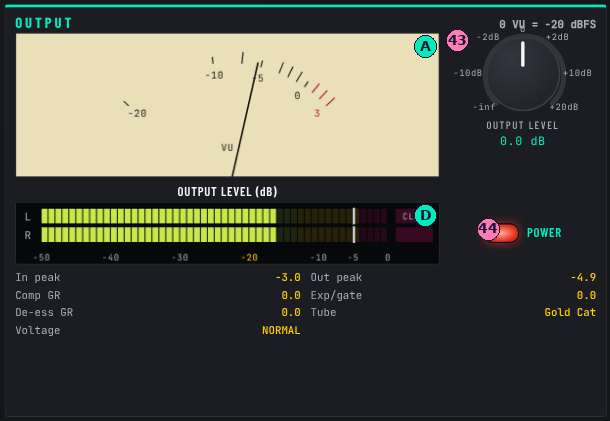 OUTPUT
0 VU = -20 dBFS
A
43
-2dB
0
+2dB
-10dB
+10dB
-inf
+20dB
OUTPUT LEVEL
0.0 dB
-20
-10
-5
0
3
VU
OUTPUT LEVEL (dB)
L
R
CL
D
-50 -40 -30 -20 -10 -5 0
44
POWER
In peak -3.0 Out peak -4.9
Comp GR 0.0 Exp/gate 0.0
De-ess GR 0.0 Tube Gold Cat
Voltage NORMAL